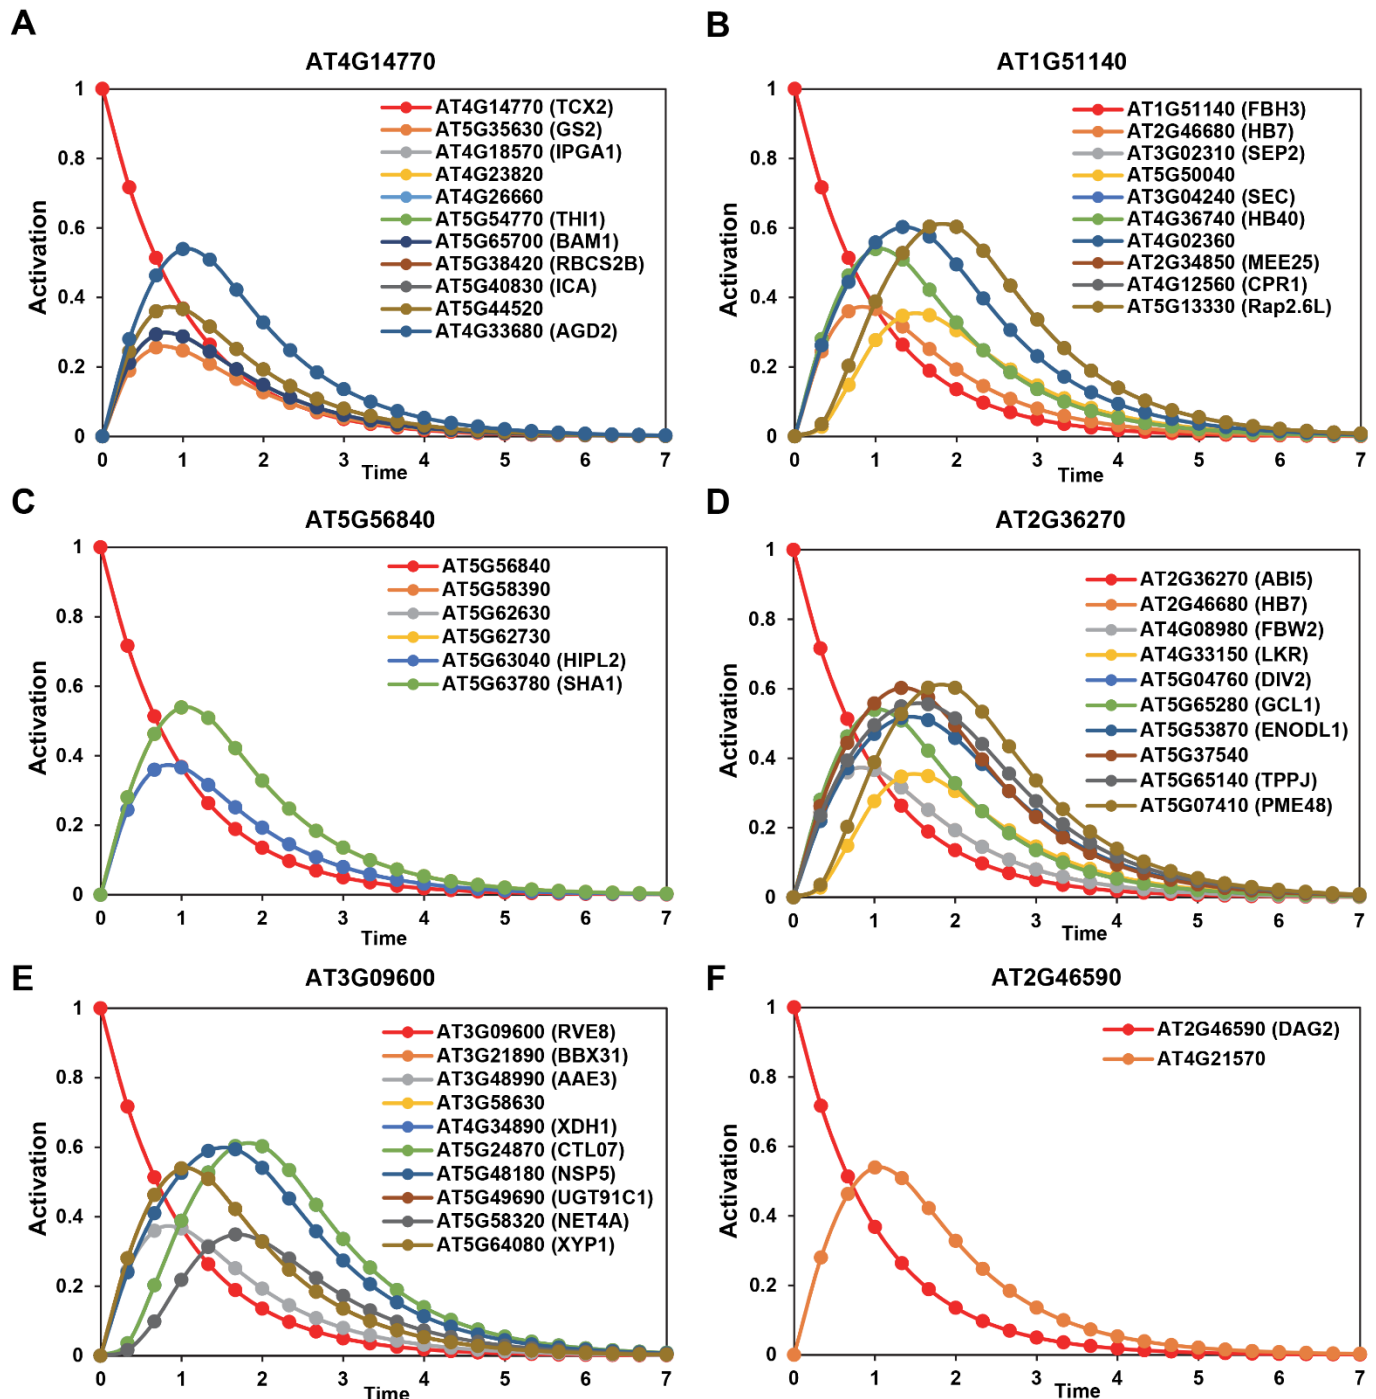 A
AT4G14770
Activation
1
0.8
0.6
0.4
0.2
0
0 1 2 3 4 5 6 7
Time
AT4G14770 (TCX2)
AT5G35630 (GS2)
AT4G18570 (IPGA1)
AT4G23820
AT4G26660
AT5G54770 (THI1)
AT5G65700 (BAM1)
AT5G38420 (RBCS2B)
AT5G40830 (ICA)
AT5G44520
AT4G33680 (AGD2)
B
AT1G51140
Activation
1
0.8
0.6
0.4
0.2
0
0 1 2 3 4 5 6 7
Time
AT1G51140 (FBH3)
AT2G46680 (HB7)
AT3G02310 (SEP2)
AT5G50040
AT3G04240 (SEC)
AT4G36740 (HB40)
AT4G02360
AT2G34850 (MEE25)
AT4G12560 (CPR1)
AT5G13330 (Rap2.6L)
C
AT5G56840
Activation
1
0.8
0.6
0.4
0.2
0
0 1 2 3 4 5 6 7
Time
AT5G56840
AT5G58390
AT5G62630
AT5G62730
AT5G63040 (HIPL2)
AT5G63780 (SHA1)
D
AT2G36270
Activation
1
0.8
0.6
0.4
0.2
0
0 1 2 3 4 5 6 7
Time
AT2G36270 (ABI5)
AT2G46680 (HB7)
AT4G08980 (FBW2)
AT4G33150 (LKR)
AT5G04760 (DIV2)
AT5G65280 (GCL1)
AT5G53870 (ENODL1)
AT5G37540
AT5G65140 (TPPJ)
AT5G07410 (PME48)
E
AT3G09600
Activation
1
0.8
0.6
0.4
0.2
0
0 1 2 3 4 5 6 7
Time
AT3G09600 (RVE8)
AT3G21890 (BBX31)
AT3G48990 (AAE3)
AT3G58630
AT4G34890 (XDH1)
AT5G24870 (CTL07)
AT5G48180 (NSP5)
AT5G49690 (UGT91C1)
AT5G58320 (NET4A)
AT5G64080 (XYP1)
F
AT2G46590
Activation
1
0.8
0.6
0.4
0.2
0
0 1 2 3 4 5 6 7
Time
AT2G46590 (DAG2)
AT4G21570